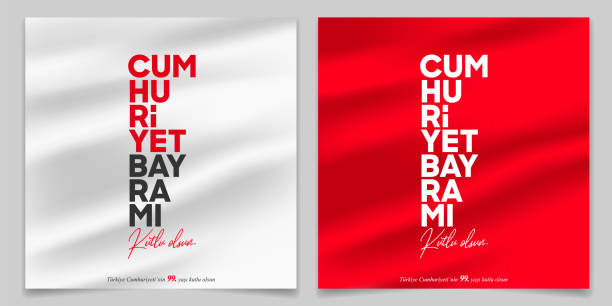 CUM
HU
Ri
YET
BAY
RA
MI
Kutlu olsun
Türkiye Cumhuriyeti'nin 99. yaşı kutlu olsun
CUM
HU
Ri
YET
BAY
RA
MI
Kutlu olsun
Türkiye Cumhuriyeti'nin 99. yaşı kutlu olsun